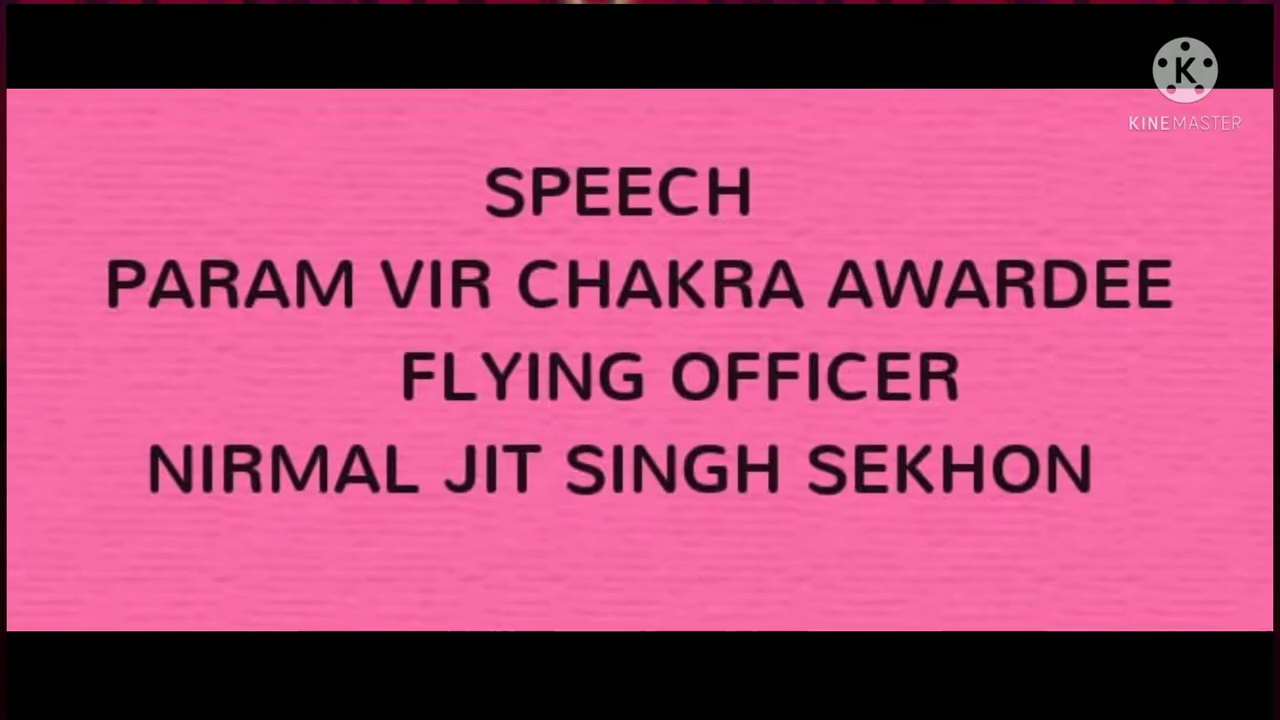 KINEMASTER
SPEECH
PARAM VIR CHAKRA AWARDEE
FLYING OFFICER
NIRMAL JIT SINGH SEKHON